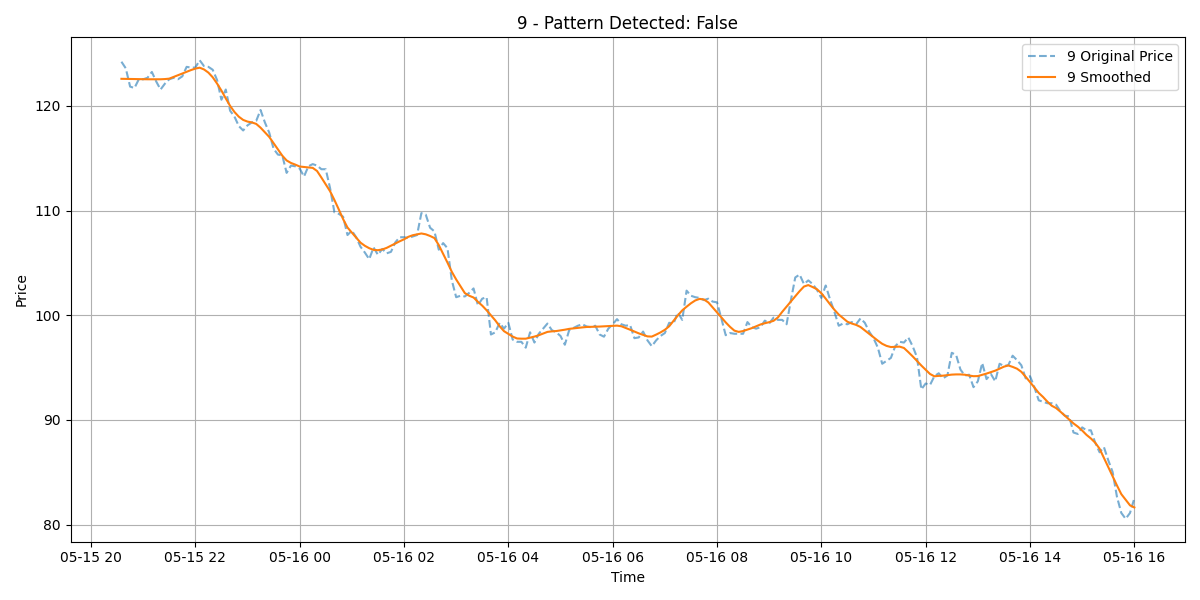 9 - Pattern Detected: False
9 Original Price
9 Smoothed
Price
120
110
100
90
80
05-15 20 05-15 22 05-16 00 05-16 02 05-16 04 05-16 06 05-16 08 05-16 10 05-16 12 05-16 14 05-16 16
Time